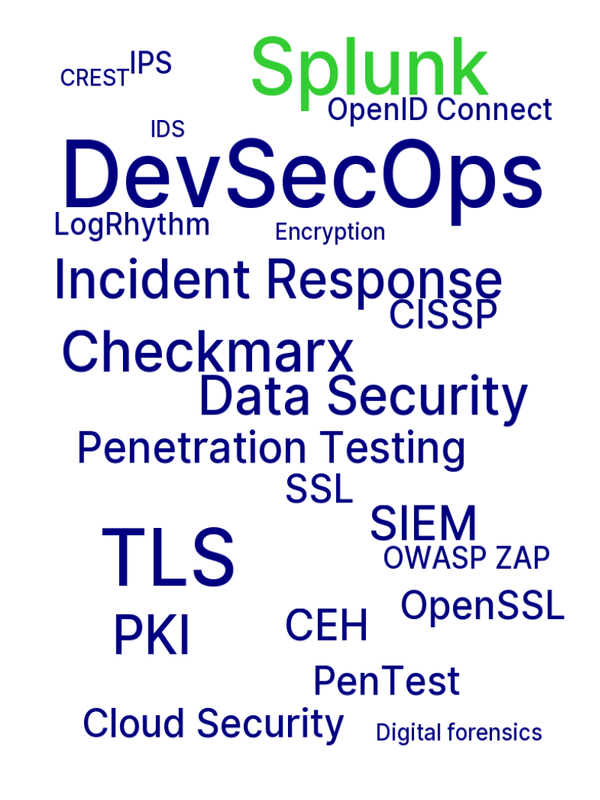 Splunk
IPS
CREST
OpenID Connect
IDS
DevSecOps
LogRhythm
Encryption
Incident Response
CISSP
Checkmarx
Data Security
Penetration Testing
SSL
SIEM
TLS
OWASP ZAP
OpenSSL
PKI
CEH
PenTest
Cloud Security
Digital forensics